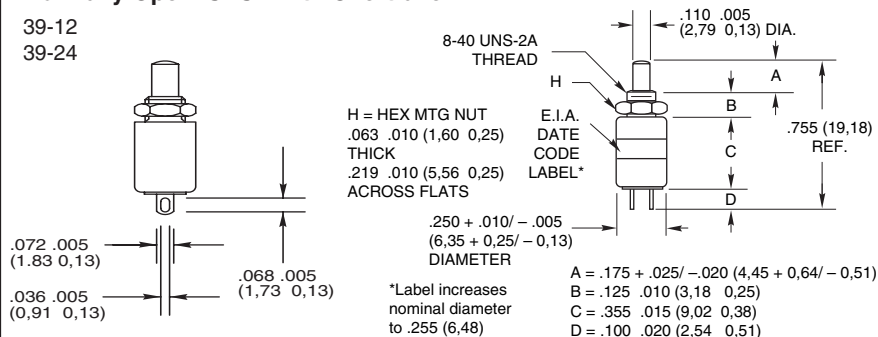 39-12
39-24
H = HEX MTG NUT
.063 .010 (1,60 0,25)
THICK
.219 .010 (5,56 0,25)
ACROSS FLATS
.072 .005
(1.83 0,13)
.036 .005
(0,91 0,13)
.068 .005
(1,73 0,13)
.110 .005
(2,79 0,13) DIA.
8-40 UNS-2A
THREAD
H
E.I.A.
DATE
CODE
LABEL*
A
B
C
D
.755 (19,18)
REF.
.250 + .010/ – .005
(6,35 + 0,25/ – 0,13)
DIAMETER
*Label increases
nominal diameter
to .255 (6,48)
A = .175 + .025/ –.020 (4,45 + 0,64/ – 0,51)
B = .125 .010 (3,18 0,25)
C = .355 .015 (9,02 0,38)
D = .100 .020 (2,54 0,51)